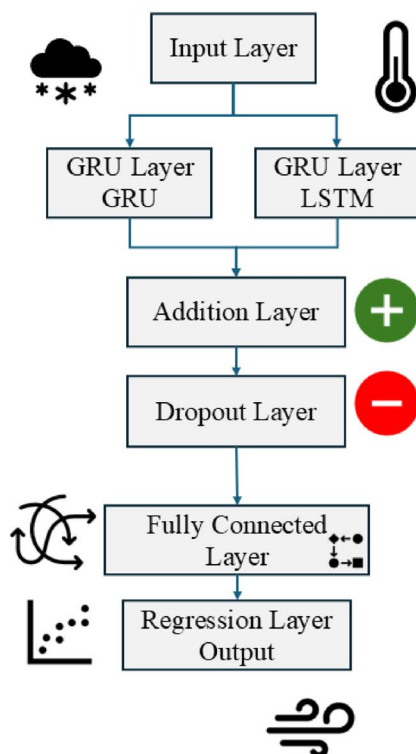 Input Layer
GRU Layer
GRU
GRU Layer
LSTM
Addition Layer
Dropout Layer
Fully Connected
Layer
Regression Layer
Output